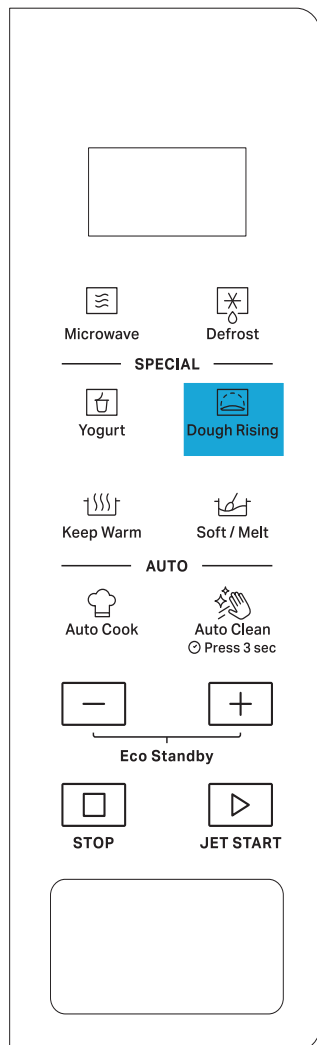 Microwave
Defrost
SPECIAL
Yogurt
Dough Rising
Keep Warm
Soft / Melt
AUTO
Auto Cook
Auto Clean
Press 3 sec
Eco Standby
STOP
JET START